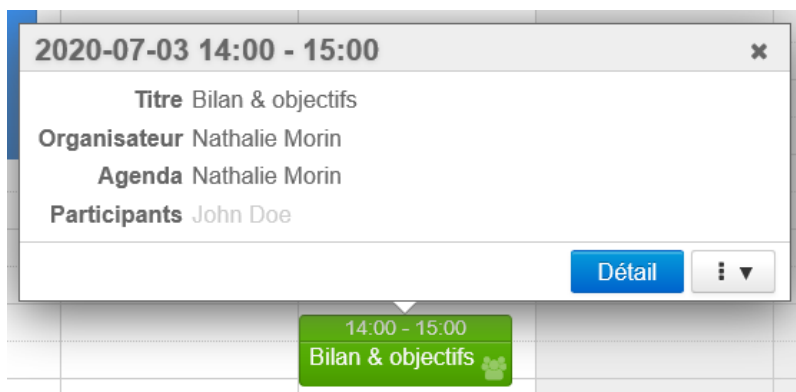 2020-07-03 14:00 - 15:00
Titre Bilan & objectifs
Organisateur Nathalie Morin
Agenda Nathalie Morin
Participants John Doe
Détail
14:00 - 15:00
Bilan & objectifs